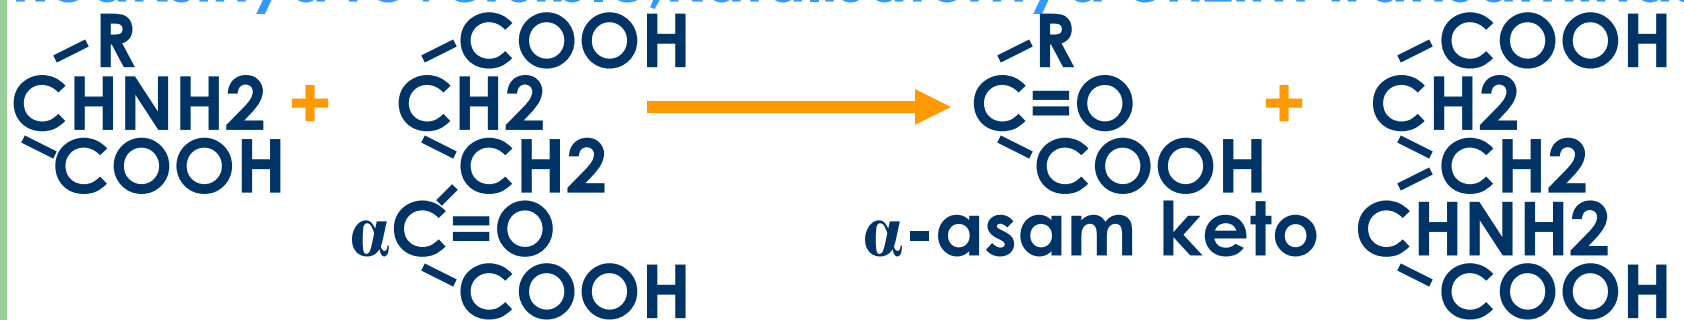 R COOH R COOH
CHNH2 + CH2 C=O + CH2
COOH CH2 COOH CH2
αC=O α-asam keto CHNH2
COOH COOH